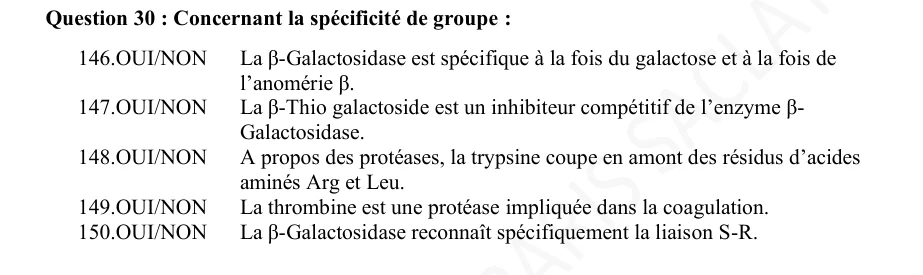 Question 30 : Concernant la spécificité de groupe :
146.OUI/NON La β-Galactosidase est spécifique à la fois du galactose et à la fois de
l’anomérie β.
147.OUI/NON La β-Thio galactoside est un inhibiteur compétitif de l’enzyme β-
Galactosidase.
148.OUI/NON A propos des protéases, la trypsine coupe en amont des résidus d’acides
aminés Arg et Leu.
149.OUI/NON La thrombine est une protéase impliquée dans la coagulation.
150.OUI/NON La β-Galactosidase reconnaît spécifiquement la liaison S-R.
PARIS SACLAY